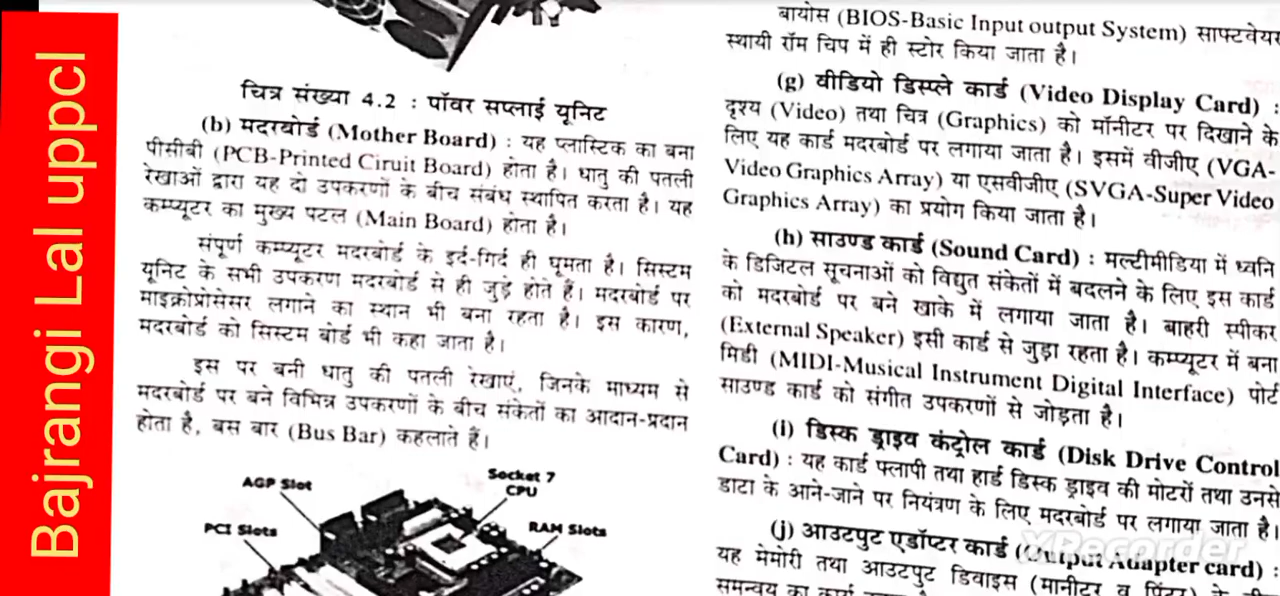 Bajrangi Lal uppcl
चित्र संख्या 4.2 : पॉवर सप्लाई यूनिट
(b) मदरबोर्ड (Mother Board) : यह प्लास्टिक का बना
पीसीबी (PCB-Printed Ciruit Board) होता है। धातु की पतली
रेखाओं द्वारा यह दो उपकरणों के बीच संबंध स्थापित करता है। यह
कम्प्यूटर का मुख्य पटल (Main Board) होता है।
संपूर्ण कम्प्यूटर मदरबोर्ड के इर्द-गिर्द ही घूमता है। सिस्टम
यूनिट के सभी उपकरण मदरबोर्ड से ही जुड़े होते हैं। मदरबोर्ड पर
माइक्रोप्रोसेसर लगाने का स्थान भी बना रहता है। इस कारण,
मदरबोर्ड को सिस्टम बोर्ड भी कहा जाता है।
इस पर बनी धातु की पतली रेखाएं, जिनके माध्यम से
मदरबोर्ड पर बने विभिन्न उपकरणों के बीच संकेतों का आदान-प्रदान
होता है, बस बार (Bus Bar) कहलाते हैं।
AGP Slot
Socket 7
CPU
PCI Slots
RAM Slots
बायोस (BIOS-Basic Input output System) साफ्टवेयर
स्थायी रॉम चिप में ही स्टोर किया जाता है।
(g) वीडियो डिस्प्ले कार्ड (Video Display Card) :
दृश्य (Video) तथा चित्र (Graphics) को मॉनीटर पर दिखाने के
लिए यह कार्ड मदरबोर्ड पर लगाया जाता है। इसमें वीजीए (VGA-
Video Graphics Array) या एसवीजीए (SVGA-Super Video
Graphics Array) का प्रयोग किया जाता है।
(h) साउण्ड कार्ड (Sound Card) : मल्टीमीडिया में ध्वनि
के डिजिटल सूचनाओं को विद्युत संकेतों में बदलने के लिए इस कार्ड
को मदरबोर्ड पर बने खाके में लगाया जाता है। बाहरी स्पीकर
(External Speaker) इसी कार्ड से जुड़ा रहता है। कम्प्यूटर में बना
मिडी (MIDI-Musical Instrument Digital Interface) पोर्ट
साउण्ड कार्ड को संगीत उपकरणों से जोड़ता है।
(i) डिस्क ड्राइव कंट्रोल कार्ड (Disk Drive Control
Card) : यह कार्ड फ्लापी तथा हार्ड डिस्क ड्राइव की मोटरों तथा उनसे
डाटा के आने-जाने पर नियंत्रण के लिए मदरबोर्ड पर लगाया जाता है।
(j) आउटपुट एडॉप्टर कार्ड (Output Adapter card) :
यह मेमोरी तथा आउटपुट डिवाइस (मानीटर व प्रिंटर) के
समन्वय का कार्य
XRecorder